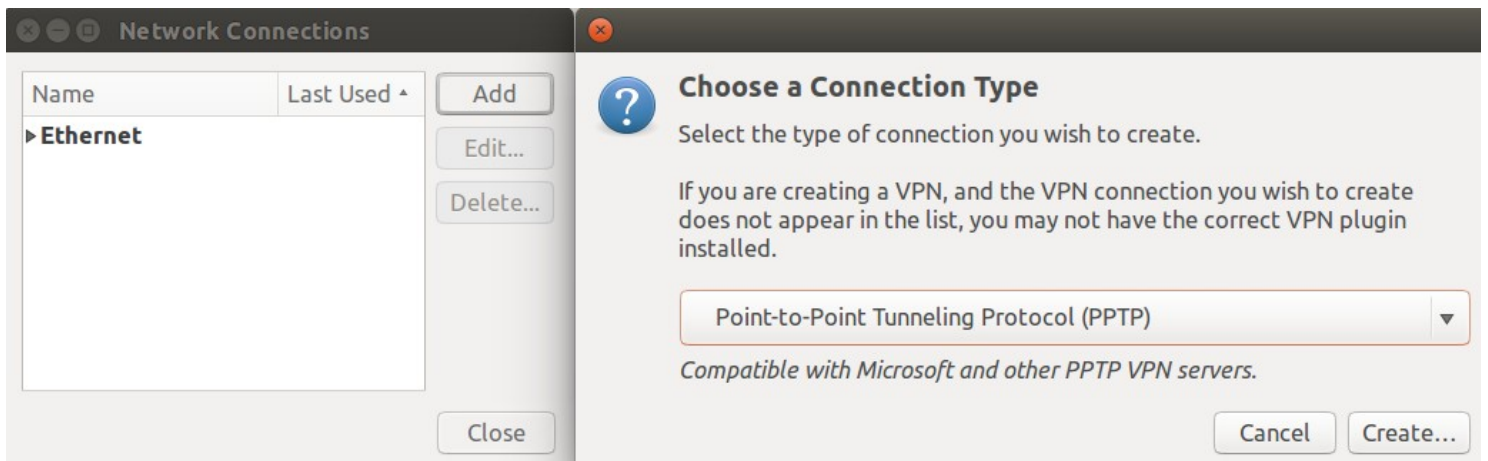 Network Connections
Name
Last Used
Ethernet
Add
Edit...
Delete...
Close
Choose a Connection Type
Select the type of connection you wish to create.
If you are creating a VPN, and the VPN connection you wish to create
does not appear in the list, you may not have the correct VPN plugin
installed.
Point-to-Point Tunneling Protocol (PPTP)
Compatible with Microsoft and other PPTP VPN servers.
Cancel
Create...